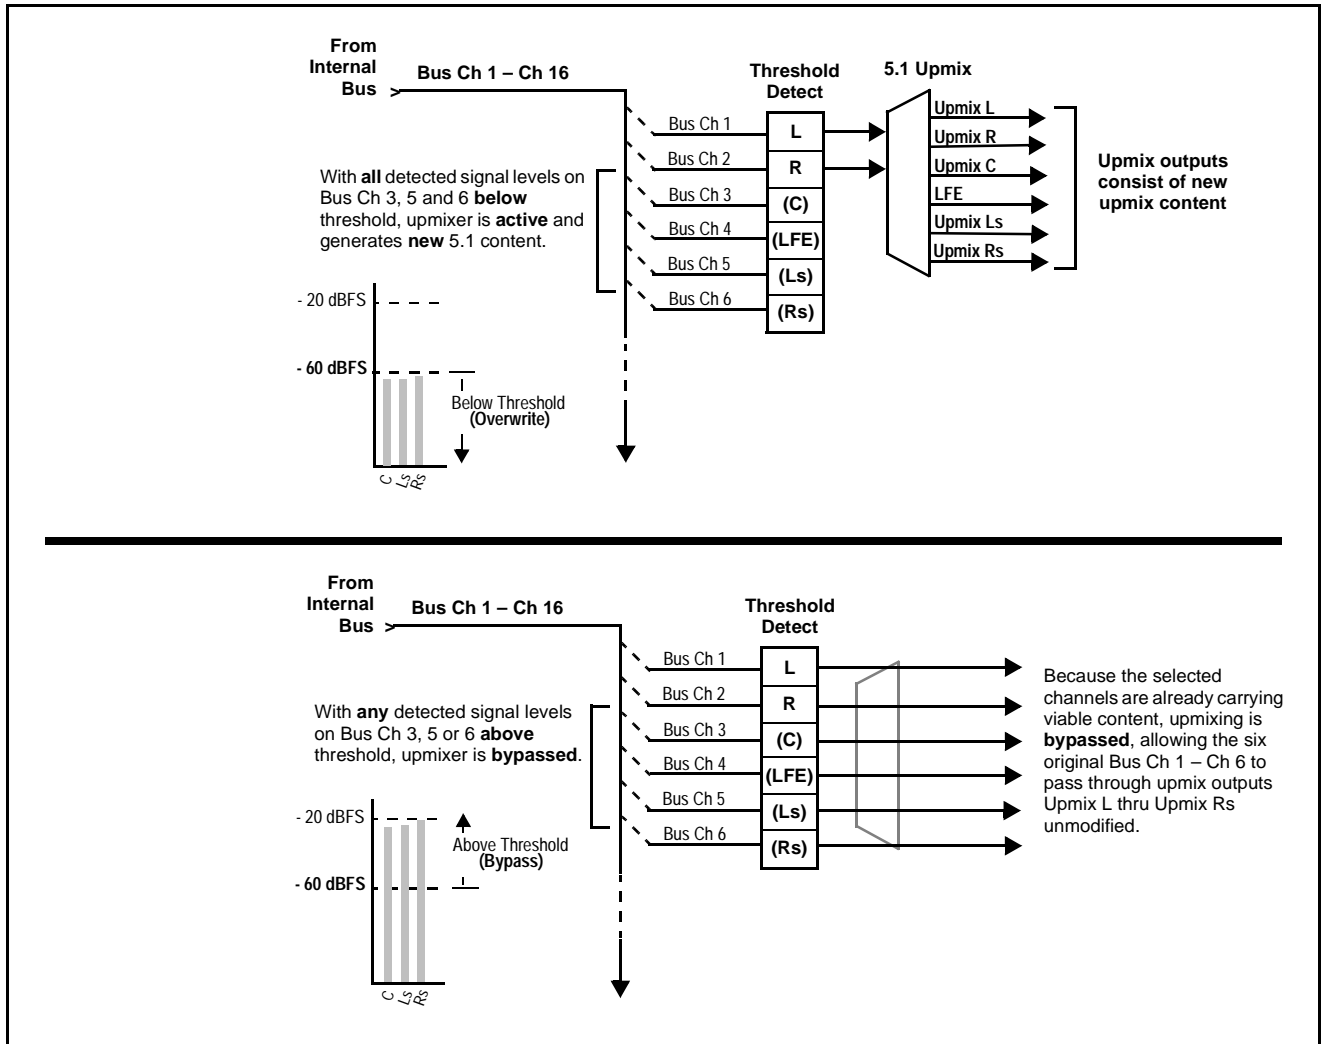 From
Internal
Bus
>
Bus Ch 1 – Ch 16
Threshold
Detect
5.1 Upmix
Bus Ch 1
Bus Ch 2
Bus Ch 3
Bus Ch 4
Bus Ch 5
Bus Ch 6
L
R
(C)
(LFE)
(Ls)
(Rs)
Upmix L
Upmix R
Upmix C
LFE
Upmix Ls
Upmix Rs
Upmix outputs
consist of new
upmix content
With all detected signal levels on
Bus Ch 3, 5 and 6 below
threshold, upmixer is active and
generates new 5.1 content.
- 20 dBFS
- 60 dBFS
Below Threshold
(Overwrite)
C
Ls
Rs
From
Internal
Bus
>
Bus Ch 1 – Ch 16
Threshold
Detect
Bus Ch 1
Bus Ch 2
Bus Ch 3
Bus Ch 4
Bus Ch 5
Bus Ch 6
L
R
(C)
(LFE)
(Ls)
(Rs)
Because the selected
channels are already carrying
viable content, upmixing is
bypassed, allowing the six
original Bus Ch 1 – Ch 6 to
pass through upmix outputs
Upmix L thru Upmix Rs
unmodified.
With any detected signal levels
on Bus Ch 3, 5 or 6 above
threshold, upmixer is bypassed.
- 20 dBFS
- 60 dBFS
Above Threshold
(Bypass)
C
Ls
Rs